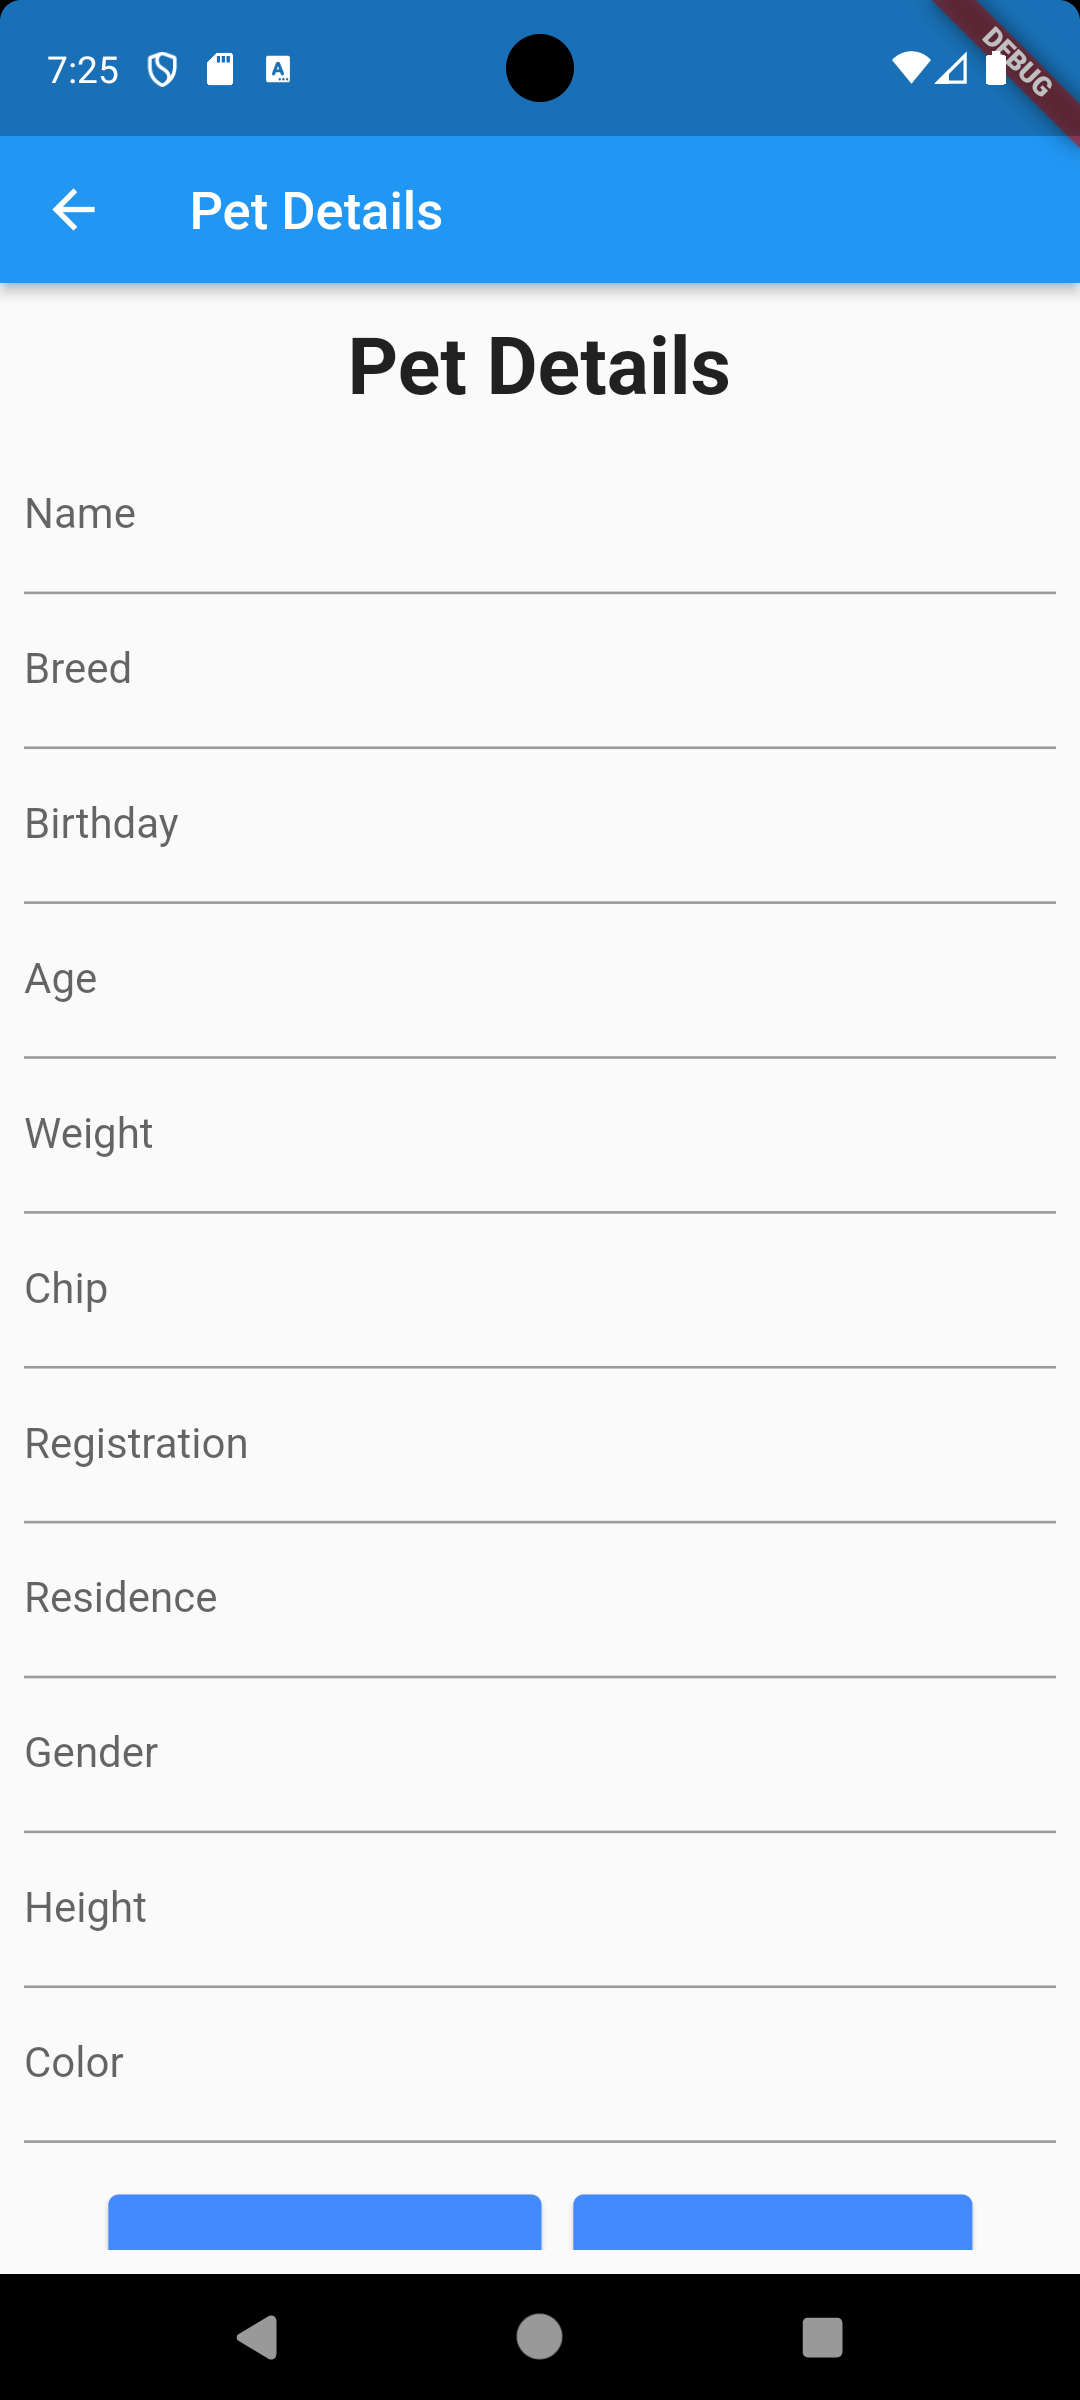 7:25
DEBUG
Pet Details
Pet Details
Name
Breed
Birthday
Age
Weight
Chip
Registration
Residence
Gender
Height
Color